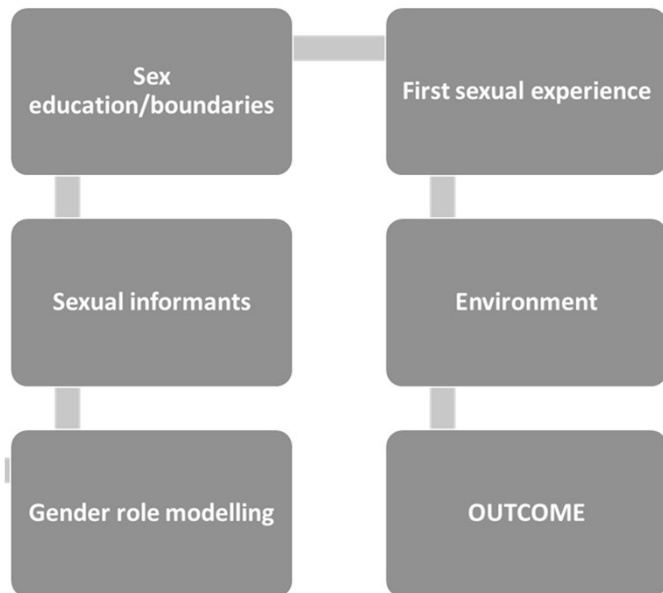 Sex
education/boundaries
First sexual experience
Sexual informants
Environment
Gender role modelling
OUTCOME